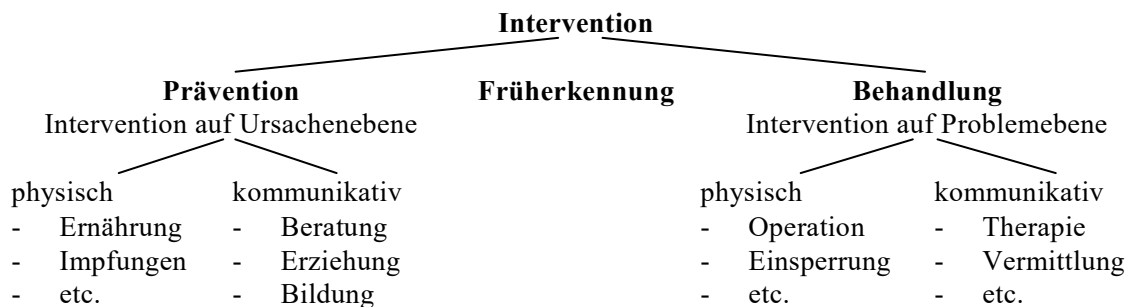 Intervention
Prävention Früherkennung Behandlung
Intervention auf Ursachenebene Intervention auf Problemebene
physisch kommunikativ physisch kommunikativ
- Ernährung - Beratung - Operation - Therapie
- Impfungen - Erziehung - Einsperrung - Vermittlung
- etc. - Bildung - etc. - etc.